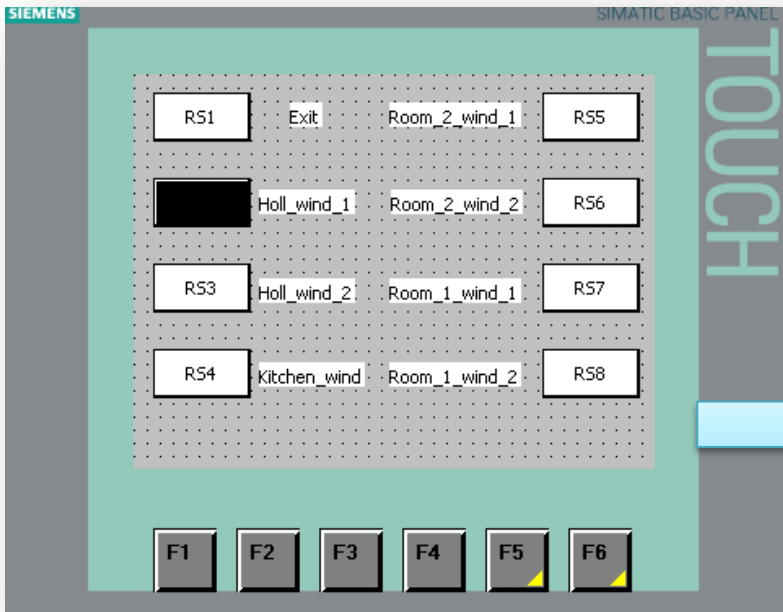 SIEMENS
SIMATIC BASIC PANEL
TOUCH
RS1 Exit Room_2_wind_1 RS5
Holl_wind_1 Room_2_wind_2 RS6
RS3 Holl_wind_2 Room_1_wind_1 RS7
RS4 Kitchen_wind Room_1_wind_2 RS8
F1 F2 F3 F4 F5 F6